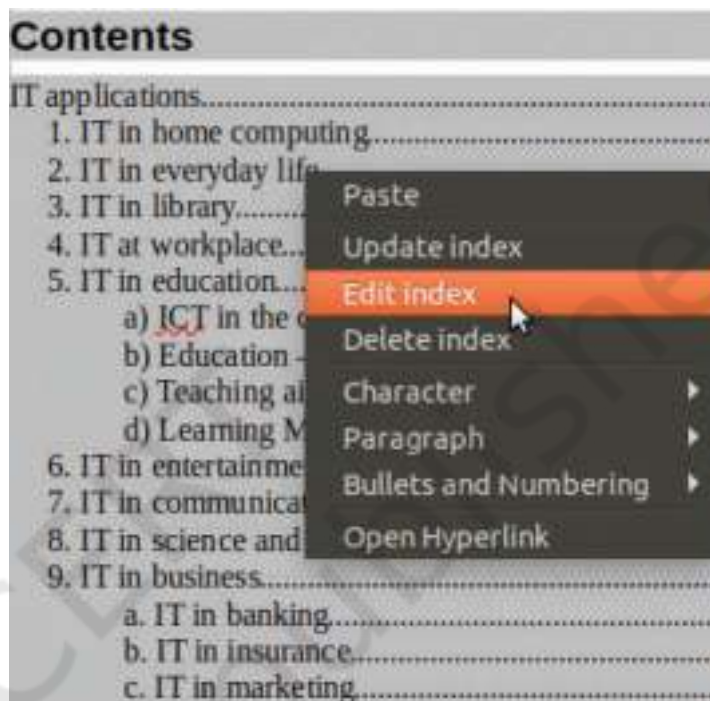 Contents
IT applications
1. IT in home computing
2. IT in everyday life
3. IT in library
4. IT at workplace
5. IT in education
a) ICT in the
b) Education -
c) Teaching
d) Learning
6. IT in
7. IT in
8. IT in science and
9. IT in business
a. IT in banking
b. IT in insurance
c. IT in marketing
Paste
Update index
Edit index
Delete index
Character
Paragraph
Bullets and Numbering
Open Hyperlink